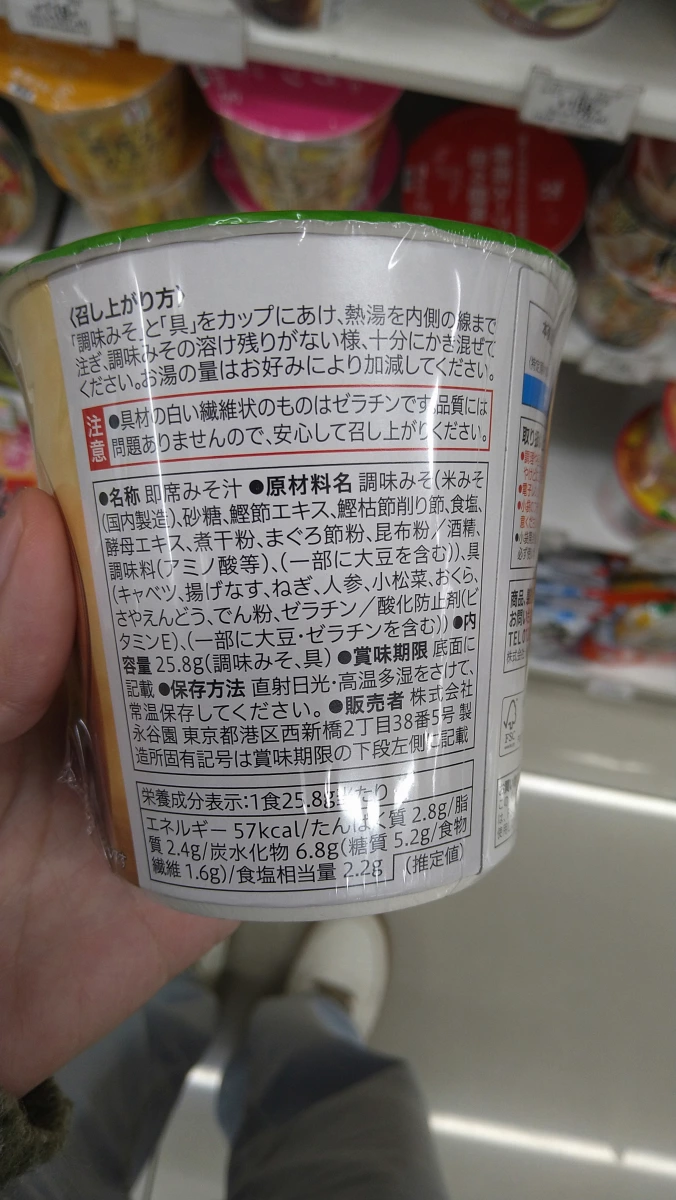 〈召し上がり方〉
「調味みそ」と「具」をカップにあけ、熱湯を内側の線まで
注ぎ、調味みその溶け残りがない様、十分にかき混ぜて
ください。お湯の量はお好みにより加減してください。
注意
●具材の白い繊維状のものはゼラチンです。品質には
問題ありませんので、安心して召し上がりください。
●名称 即席みそ汁 ●原材料名 調味みそ(米みそ
(国内製造)、砂糖、鰹節エキス、鰹枯節削り節、食塩、
酵母エキス、煮干粉、まぐろ節粉、昆布粉／酒精、
調味料(アミノ酸等)、(一部に大豆を含む))、具
(キャベツ、揚げなす、ねぎ、人参、小松菜、おくら、
さやえんどう、でん粉、ゼラチン／酸化防止剤(ビ
タミンE)、(一部に大豆・ゼラチンを含む)) ●内
容量 25.8g(調味みそ、具) ●賞味期限 底面に
記載 ●保存方法 直射日光・高温多湿をさけて、
常温保存してください。 ●販売者 株式会社
永谷園 東京都港区西新橋2丁目38番5号 製
造所固有記号は賞味期限の下段左側に記載
栄養成分表示:1食25.8g当たり
エネルギー 57kcal/たんぱく質 2.8g/脂
質 2.4g/炭水化物 6.8g(糖質 5.2g/食物
繊維 1.6g)/食塩相当量 2.2g (推定値)
取り
商品
お問
TEL
株式会
FSC